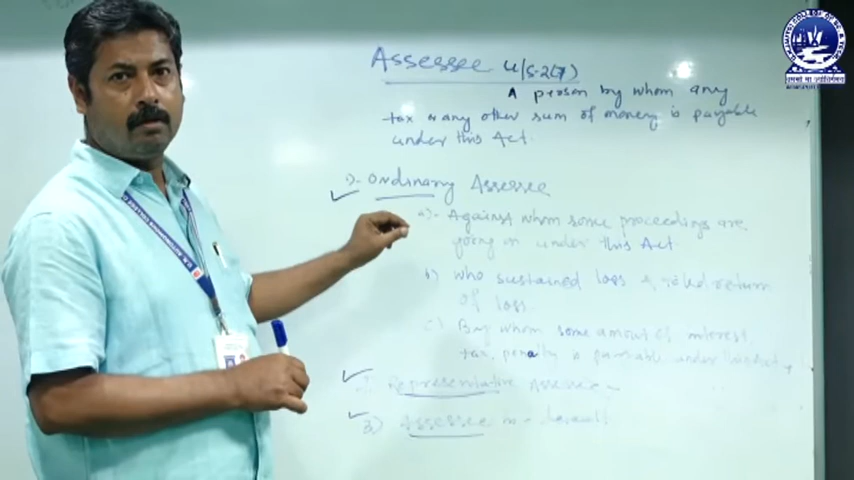 Assessee u/s-2(7)
A person by whom any
tax or any other sum of money is payable
under this Act.
1)- Ordinary Assessee
a)- Against whom some proceedings are
going on under this Act.
b) who sustained loss & filed return
of loss.
c) By whom some amount of interest,
tax, penalty is payable under this Act,
2) Representative Assessee -
3) Assessee in-default